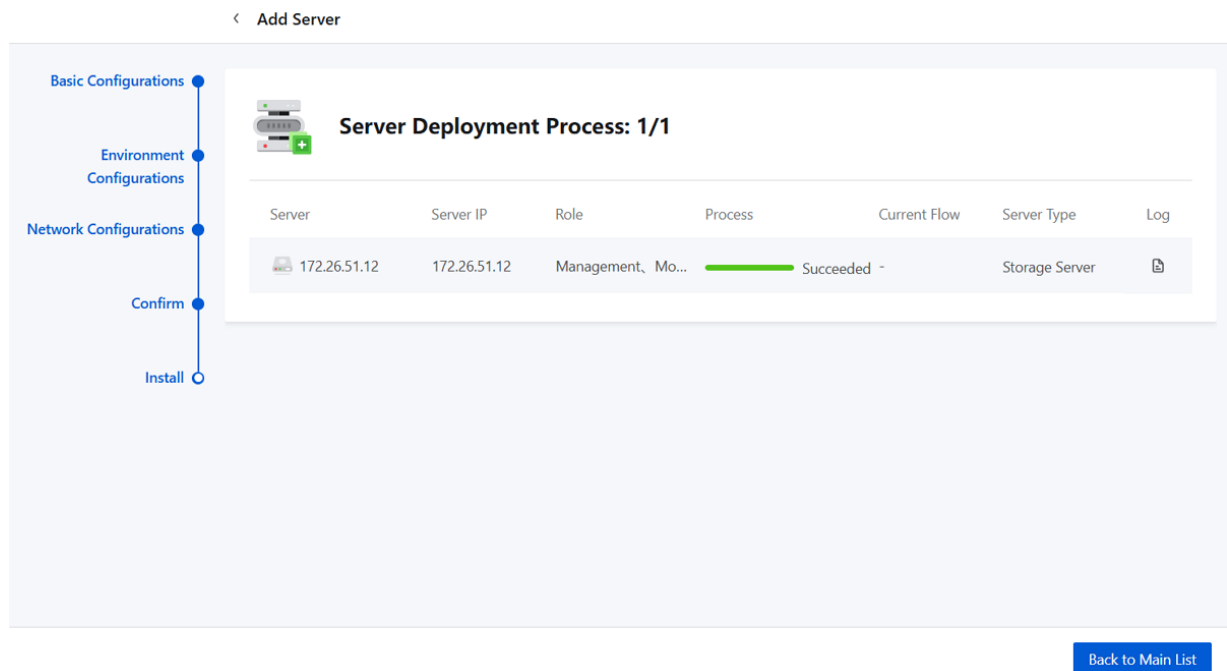 Add Server
Basic Configurations
Environment
Configurations
Network Configurations
Confirm
Install
Server Deployment Process: 1/1
Server Server IP Role Process Current Flow Server Type Log
172.26.51.12 172.26.51.12 Management、Mo... Succeeded - Storage Server
Back to Main List